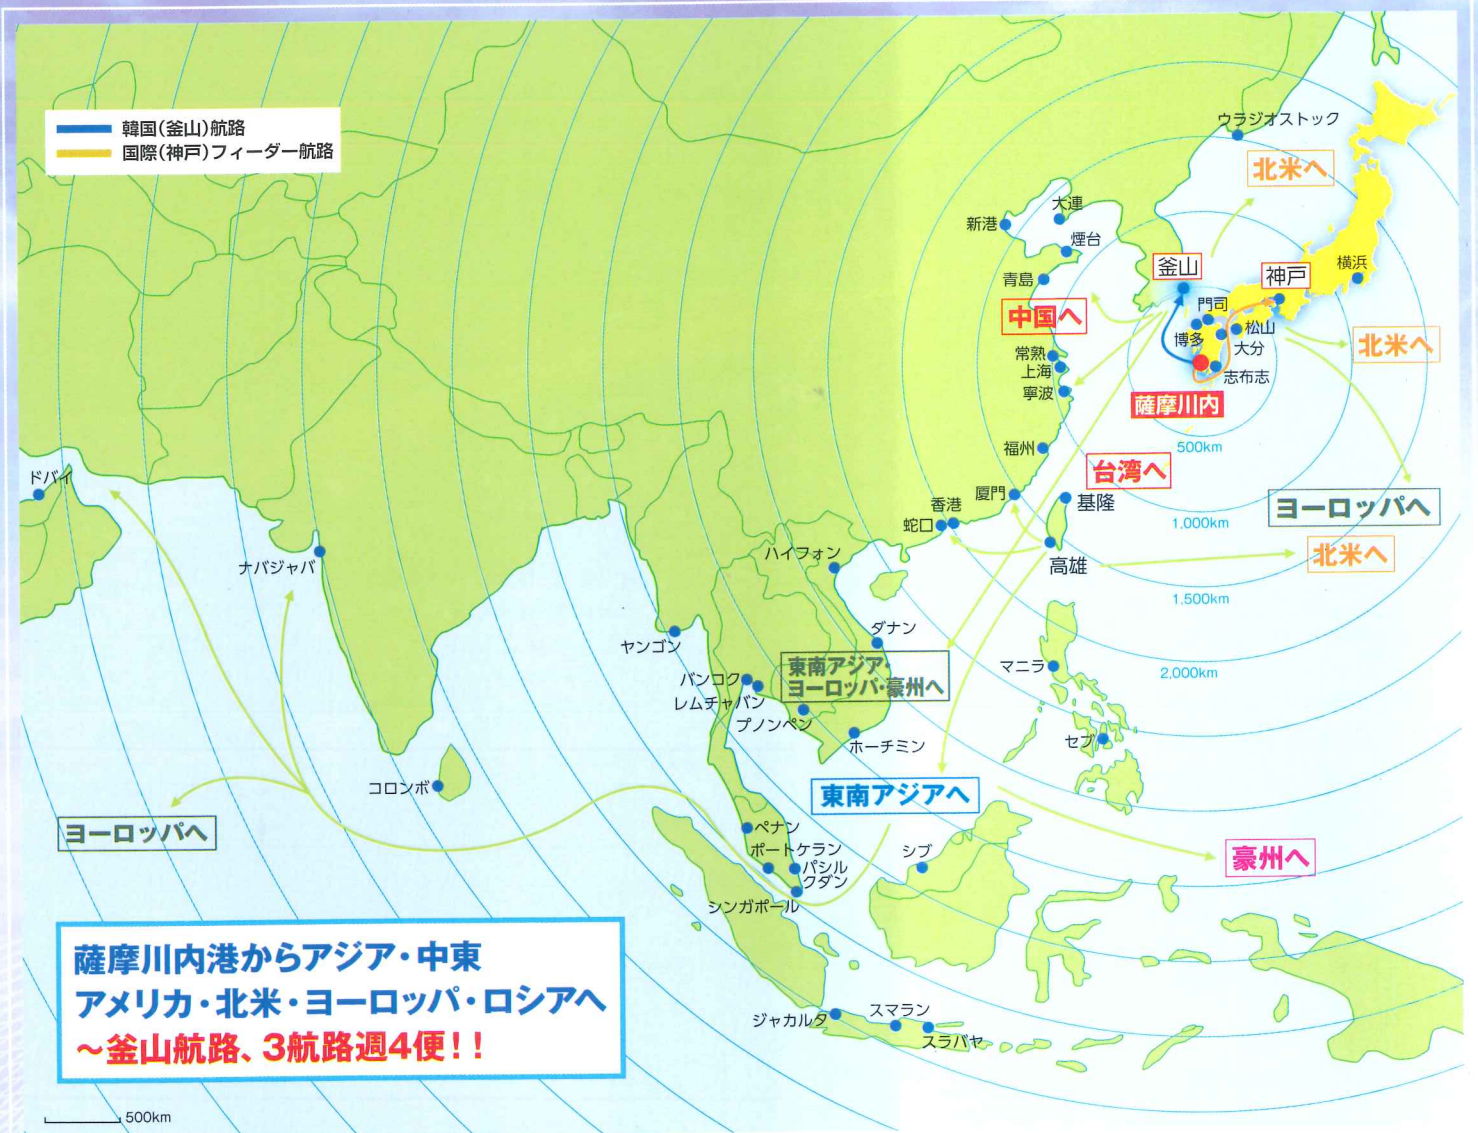 韓国(釜山)航路
国際(神戸)フィーダー航路
ウラジオストック
北米へ
大連
新港
煙台
釜山
神戸
横浜
青島
中国へ
門司
博多
松山
大分
北米へ
常熟
上海
志布志
寧波
薩摩川内
福州
500km
台湾へ
ドバイ
厦門
香港
基隆
蛇口
1,000km
ヨーロッパへ
ハイフォン
北米へ
ナバジャバ
高雄
1,500km
ダナン
ヤンゴン
東南アジア・
ヨーロッパ・豪州へ
マニラ
2,000km
バンコク
レムチャバン
プノンペン
ホーチミン
セブ
コロンボ
東南アジアへ
ヨーロッパへ
ペナン
ポートケラン
パシル
クダン
シブ
豪州へ
シンガポール
薩摩川内港からアジア・中東
アメリカ・北米・ヨーロッパ・ロシアへ
～釜山航路、3航路週4便！！
ジャカルタ
スマラン
スラバヤ
500km